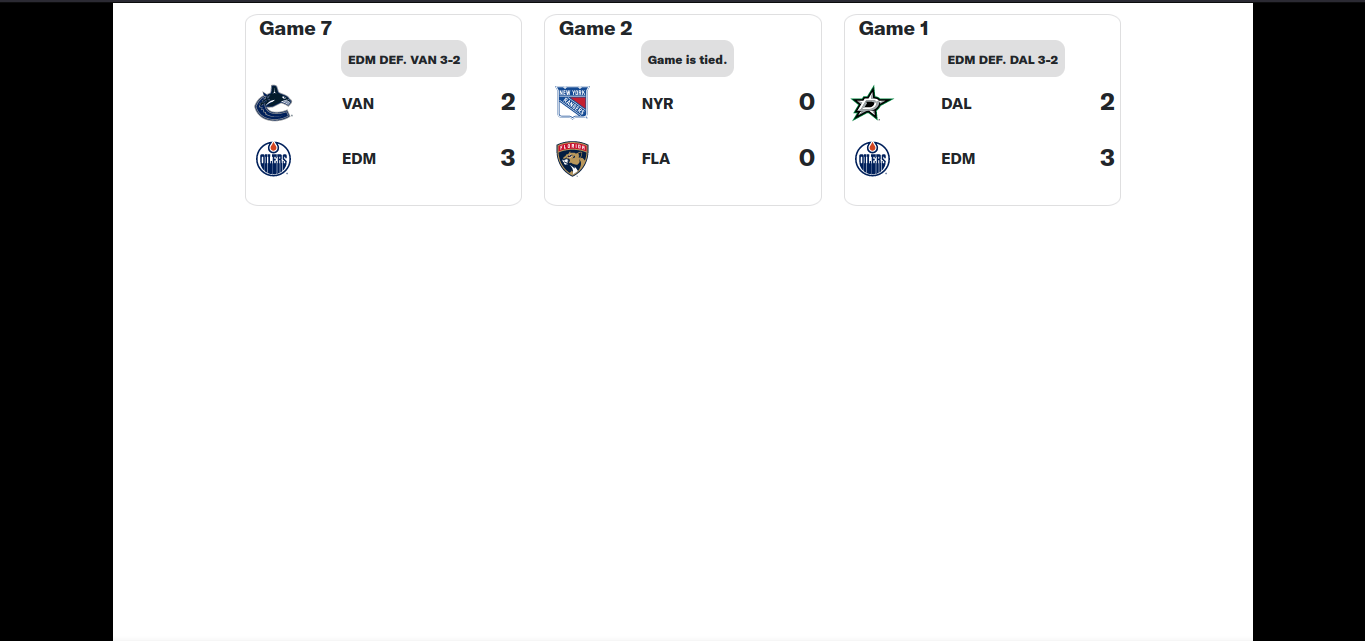 Game 7
EDM DEF. VAN 3-2
VAN 2
OILERS
EDM 3
Game 2
Game is tied.
NEW YORK
RANGERS
NYR 0
FLORIDA
FLA 0
Game 1
EDM DEF. DAL 3-2
D
DAL 2
OILERS
EDM 3